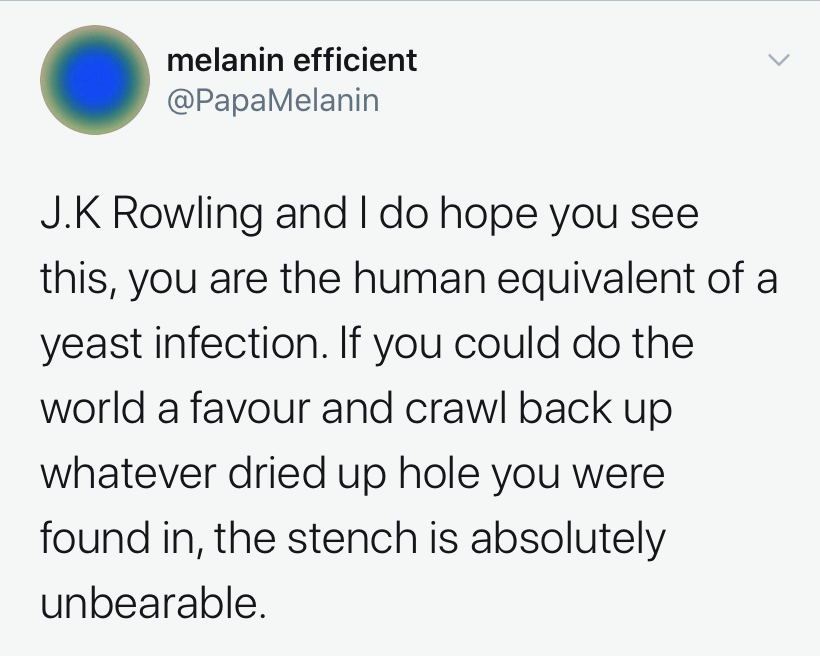 melanin efficient
@PapaMelanin
J.K Rowling and I do hope you see
this, you are the human equivalent of a
yeast infection. If you could do the
world a favour and crawl back up
whatever dried up hole you were
found in, the stench is absolutely
unbearable.